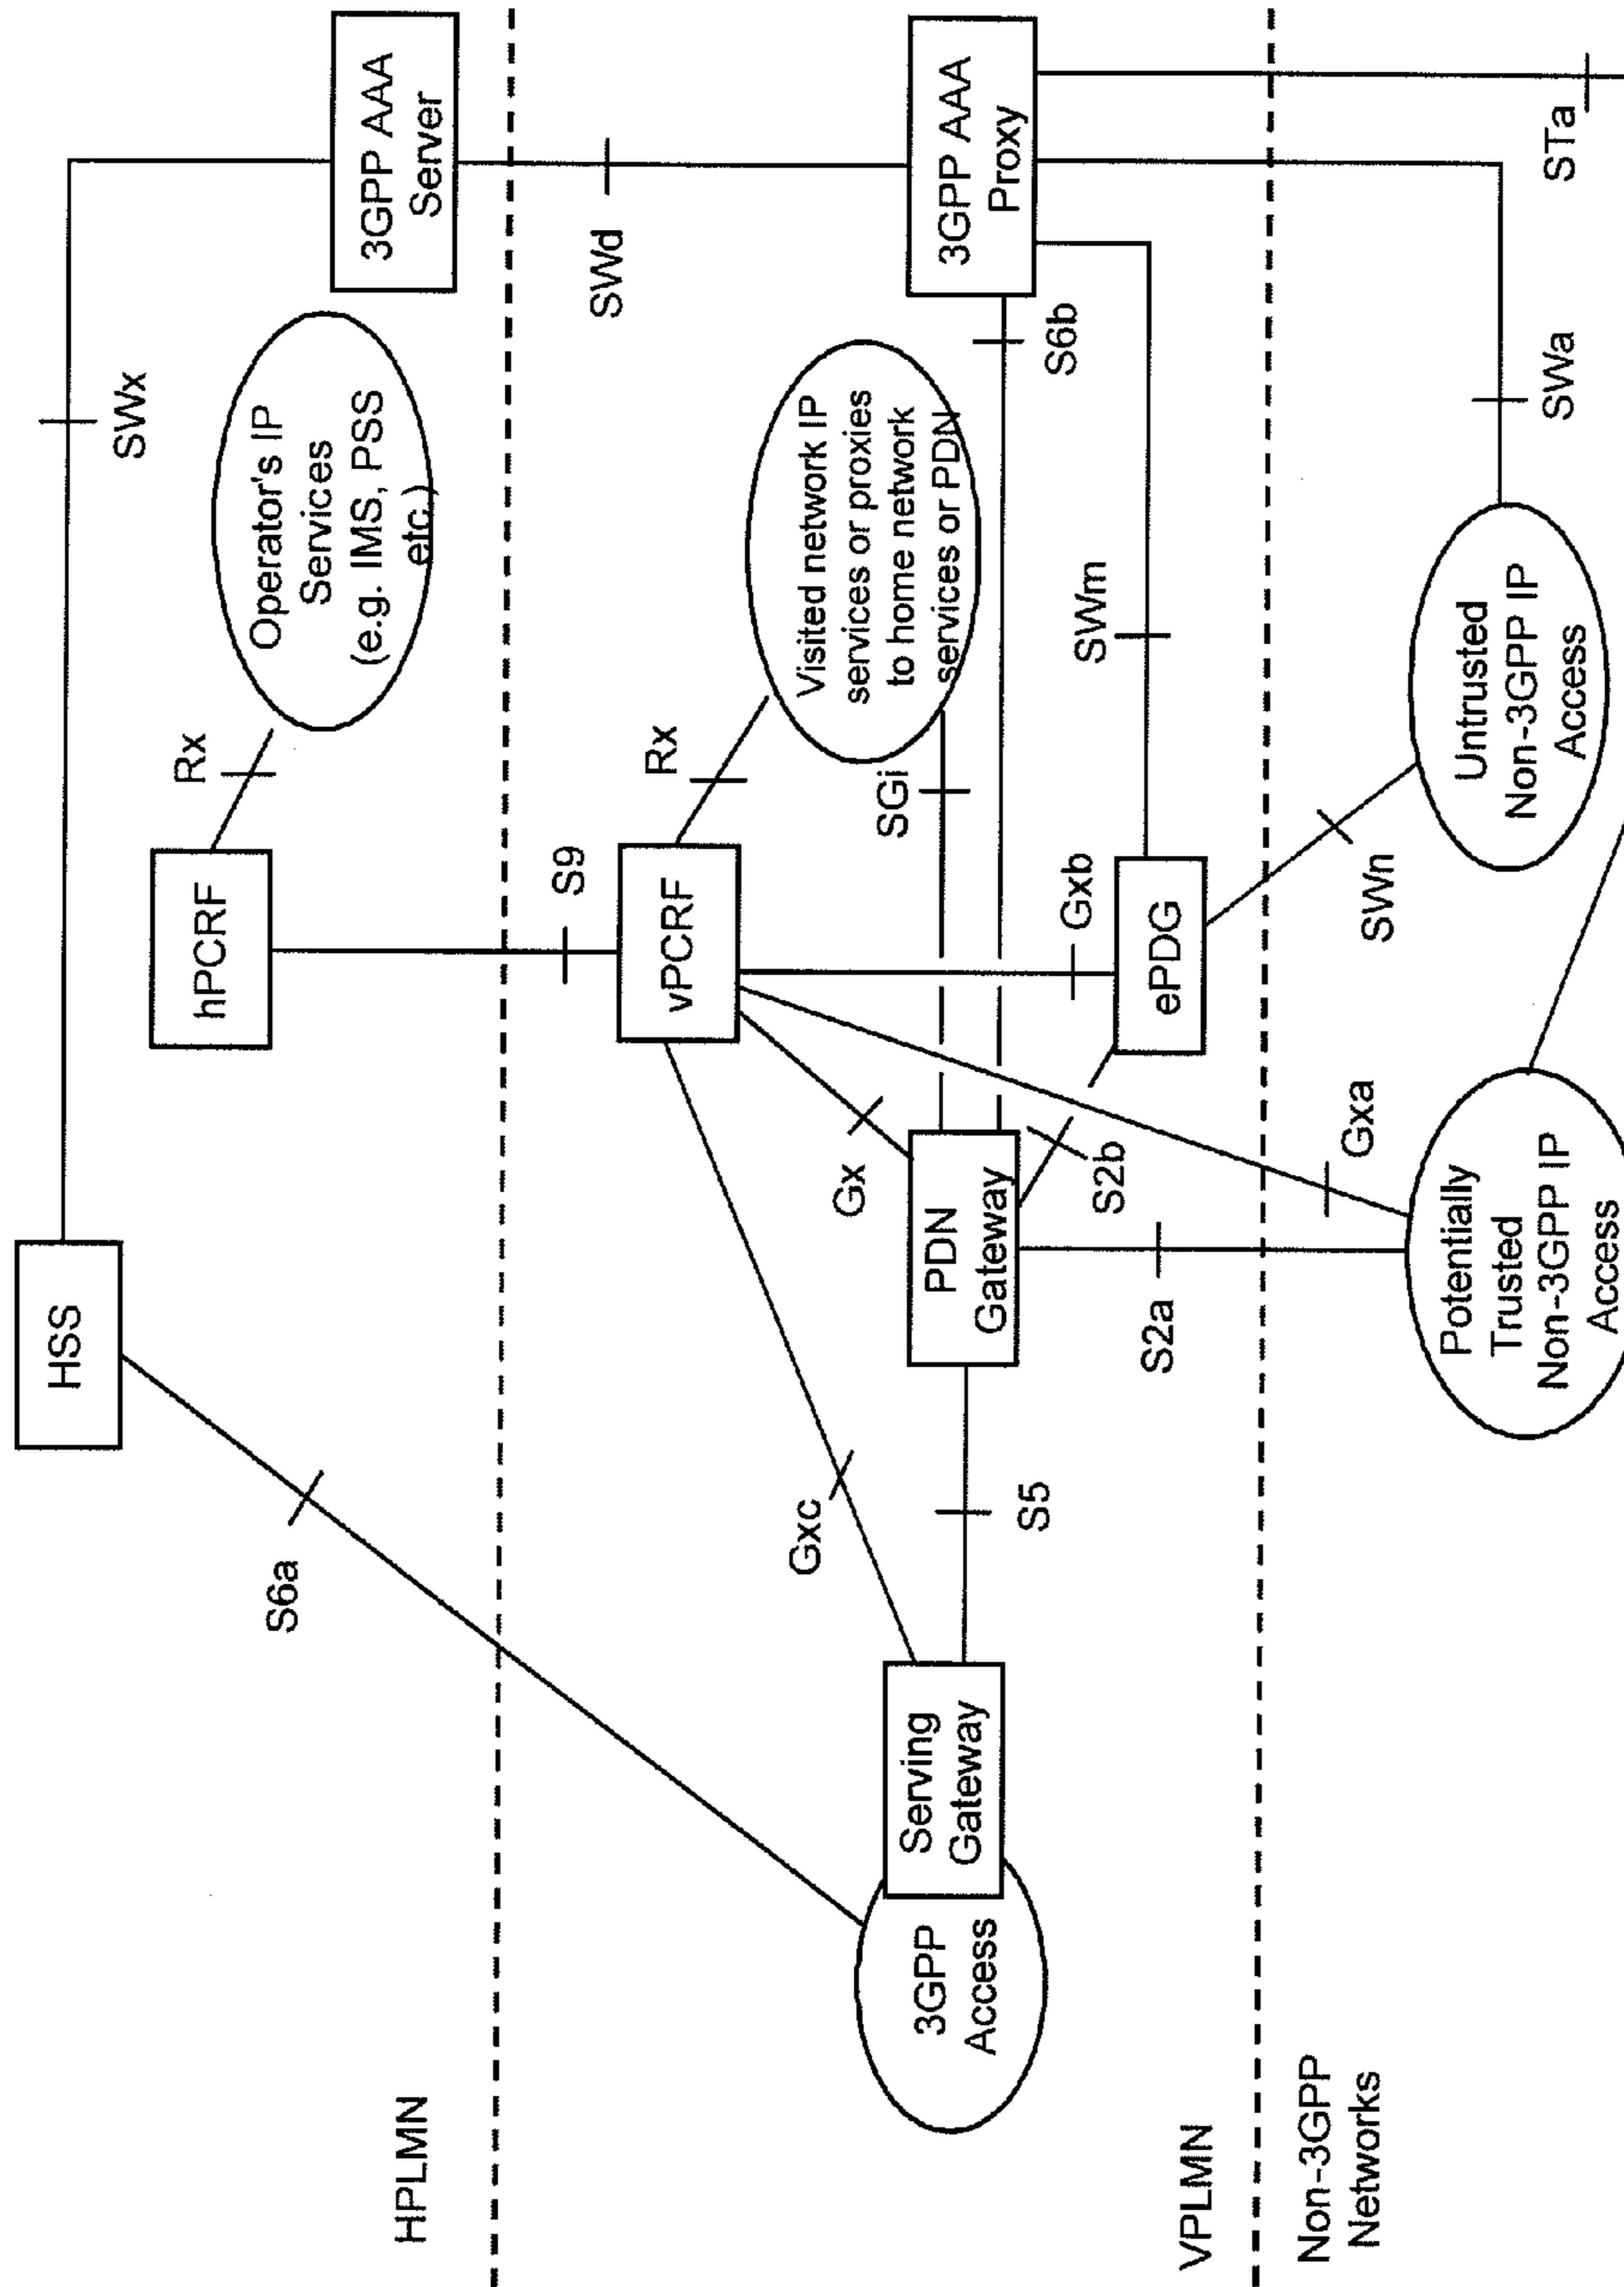 HSS
SWx
3GPP AAA
Server
hPCRF
Rx
Operator's IP
Services
(e.g. IMS, PSS
etc.)
S6a
HPLMN
S9
SWd
vPCRF
Rx
Visited network IP
services or proxies
to home network
services or PDN
SGi
Gxc
Gx
3GPP
Access
Serving
Gateway
S5
PDN
Gateway
S6b
3GPP AAA
Proxy
S2b
Gxb
SWm
ePDG
S2a
VPLMN
Non-3GPP
Networks
Gxa
SWn
SWa
STa
Potentially
Trusted
Non-3GPP IP
Access
Untrusted
Non-3GPP IP
Access